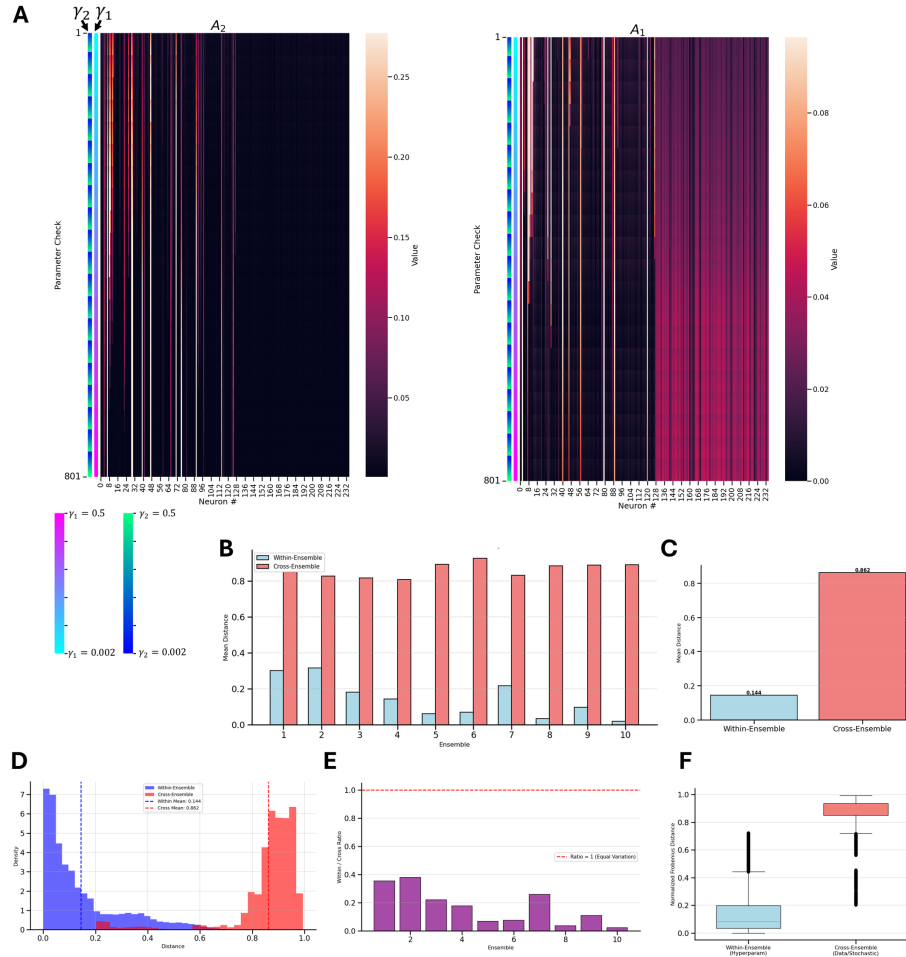 A
γ₂ γ₁
A₂
1
Parameter Check
801
0 8 16 24 32 40 48 56 64 72 80 88 96 104 112 120 128 136 144 152 160 168 176 184 192 200 208 216 224 232
Neuron #
0.25
0.20
0.15
0.10
0.05
Value
A₁
1
Parameter Check
801
0 8 16 24 32 40 48 56 64 72 80 88 96 104 112 120 128 136 144 152 160 168 176 184 192 200 208 216 224 232
Neuron #
0.08
0.06
0.04
0.02
0.00
Value
γ₁ = 0.5
γ₁ = 0.002
γ₂ = 0.5
γ₂ = 0.002
B
Within-Ensemble
Cross-Ensemble
Mean Distance
0.8
0.6
0.4
0.2
0.0
1 2 3 4 5 6 7 8 9 10
Ensemble
C
Mean Distance
0.8
0.6
0.4
0.2
0.0
0.144
0.862
Within-Ensemble Cross-Ensemble
D
Within-Ensemble
Cross-Ensemble
Within Mean: 0.144
Cross Mean: 0.862
Density
7
6
5
4
3
2
1
0
0.0 0.2 0.4 0.6 0.8 1.0
Distance
E
Within / Cross Ratio
1.0
0.8
0.6
0.4
0.2
0.0
Ratio = 1 (Equal Variation)
2 4 6 8 10
Ensemble
F
Normalized Frobenius Distance
1.0
0.8
0.6
0.4
0.2
0.0
Within-Ensemble Cross-Ensemble
(Hyperparam) (Data/Stochastic)